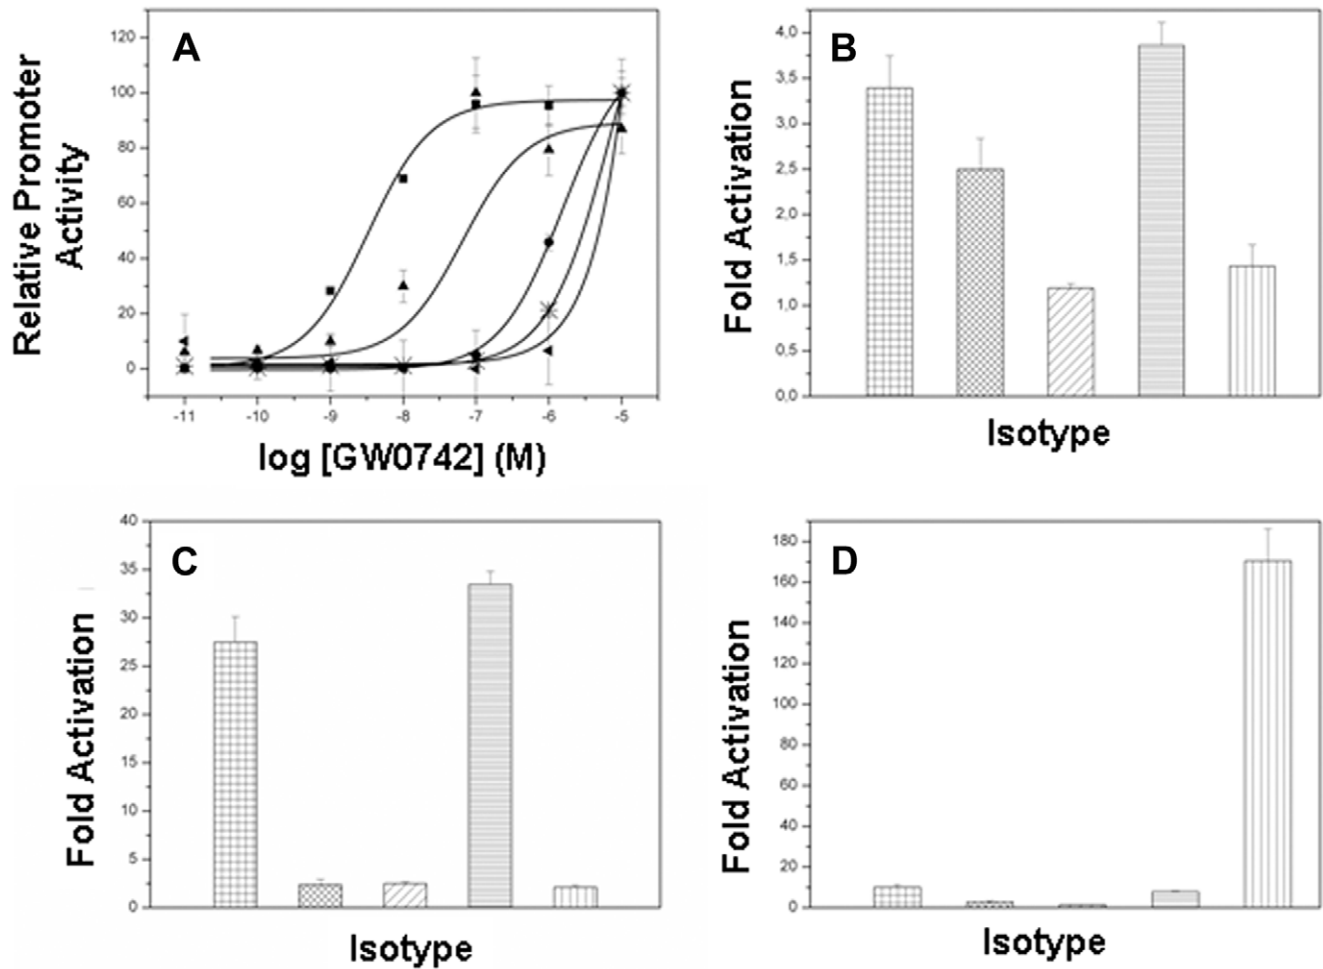 A
Relative Promoter
Activity
120
100
80
60
40
20
0
-11 -10 -9 -8 -7 -6 -5
log [GW0742] (M)
B
Fold Activation
4,0
3,5
3,0
2,5
2,0
1,5
1,0
0,5
0,0
Isotype
C
Fold Activation
40
35
30
25
20
15
10
5
0
Isotype
D
Fold Activation
180
160
140
120
100
80
60
40
20
0
Isotype